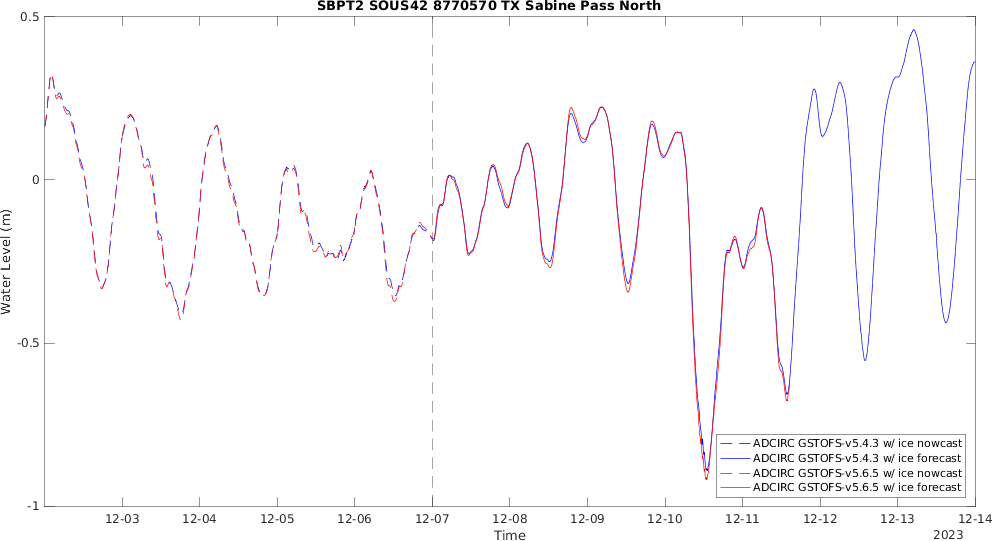 SBPT2 SOUS42 8770570 TX Sabine Pass North
0.5
0
-0.5
-1
Water Level (m)
ADCIRC GSTOFS-v5.4.3 w/ ice nowcast
ADCIRC GSTOFS-v5.4.3 w/ ice forecast
ADCIRC GSTOFS-v5.6.5 w/ ice nowcast
ADCIRC GSTOFS-v5.6.5 w/ ice forecast
12-03 12-04 12-05 12-06 12-07 12-08 12-09 12-10 12-11 12-12 12-13 12-14
Time
2023